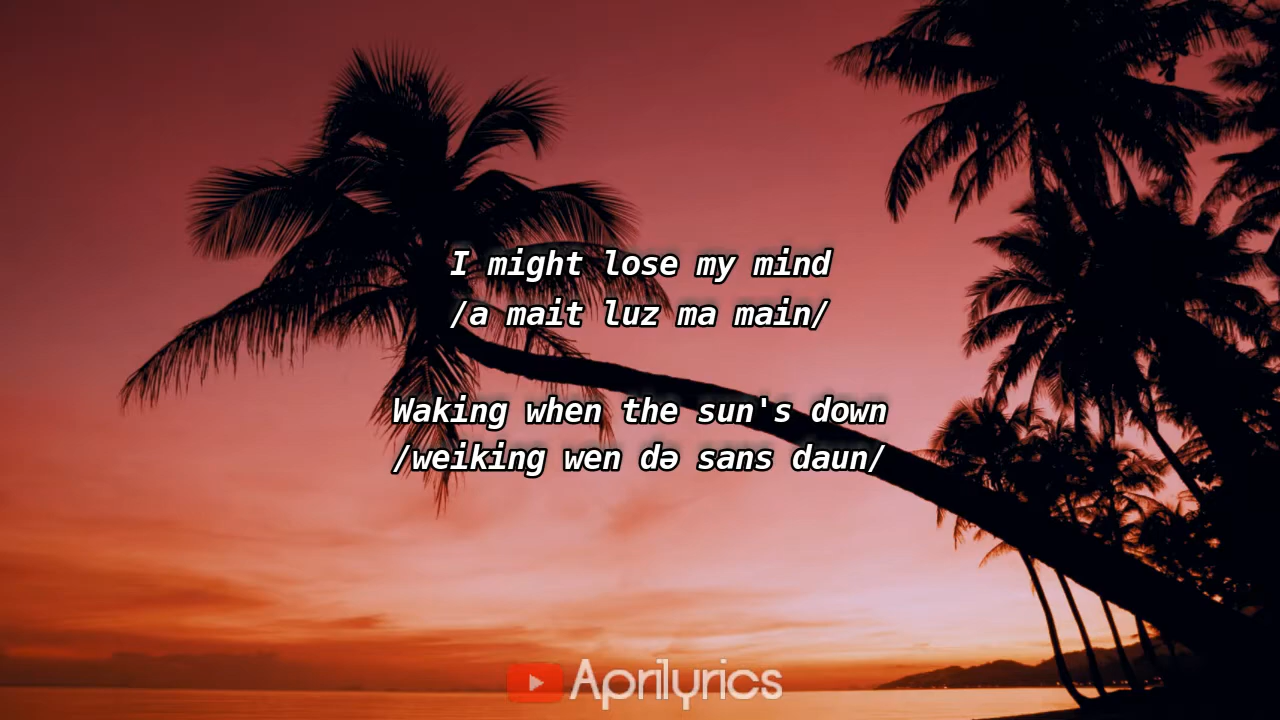 I might lose my mind
/a mait luz ma main/
Waking when the sun's down
/weiking wen də sans daun/
Aprilyrics